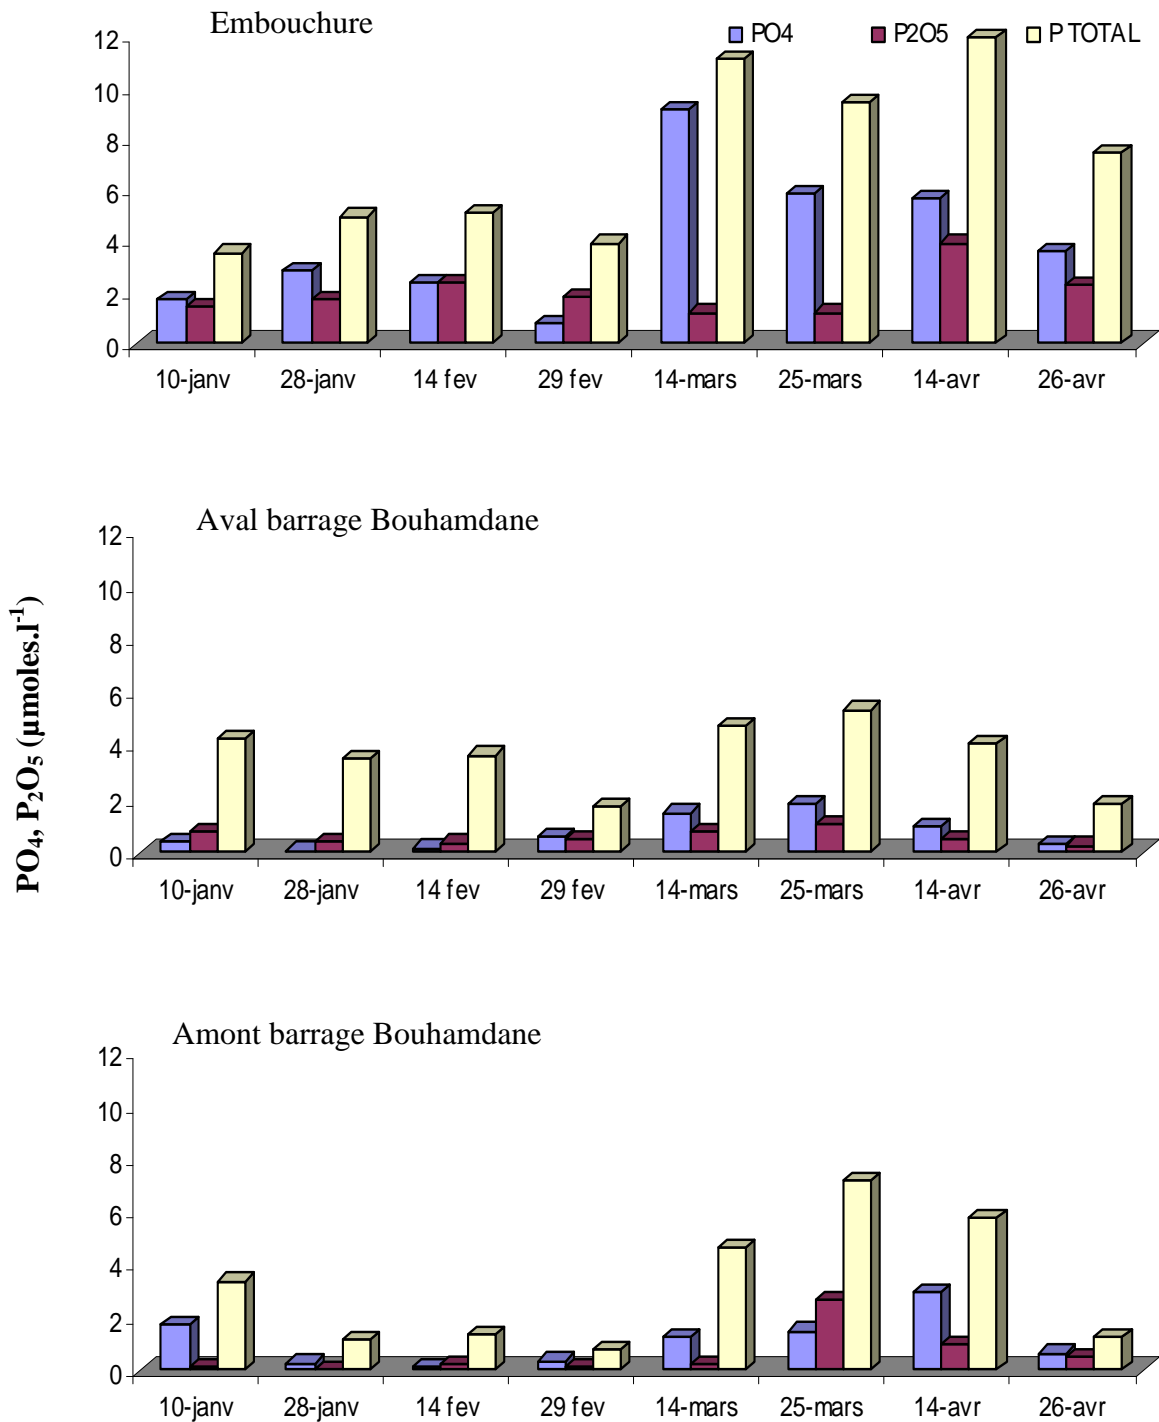 Embouchure
PO4 P2O5 P TOTAL
12
10
8
6
4
2
0
10-janv 28-janv 14 fev 29 fev 14-mars 25-mars 14-avr 26-avr
PO₄, P₂O₅ (µmoles.l⁻¹)
Aval barrage Bouhamdane
12
10
8
6
4
2
0
10-janv 28-janv 14 fev 29 fev 14-mars 25-mars 14-avr 26-avr
Amont barrage Bouhamdane
12
10
8
6
4
2
0
10-janv 28-janv 14 fev 29 fev 14-mars 25-mars 14-avr 26-avr